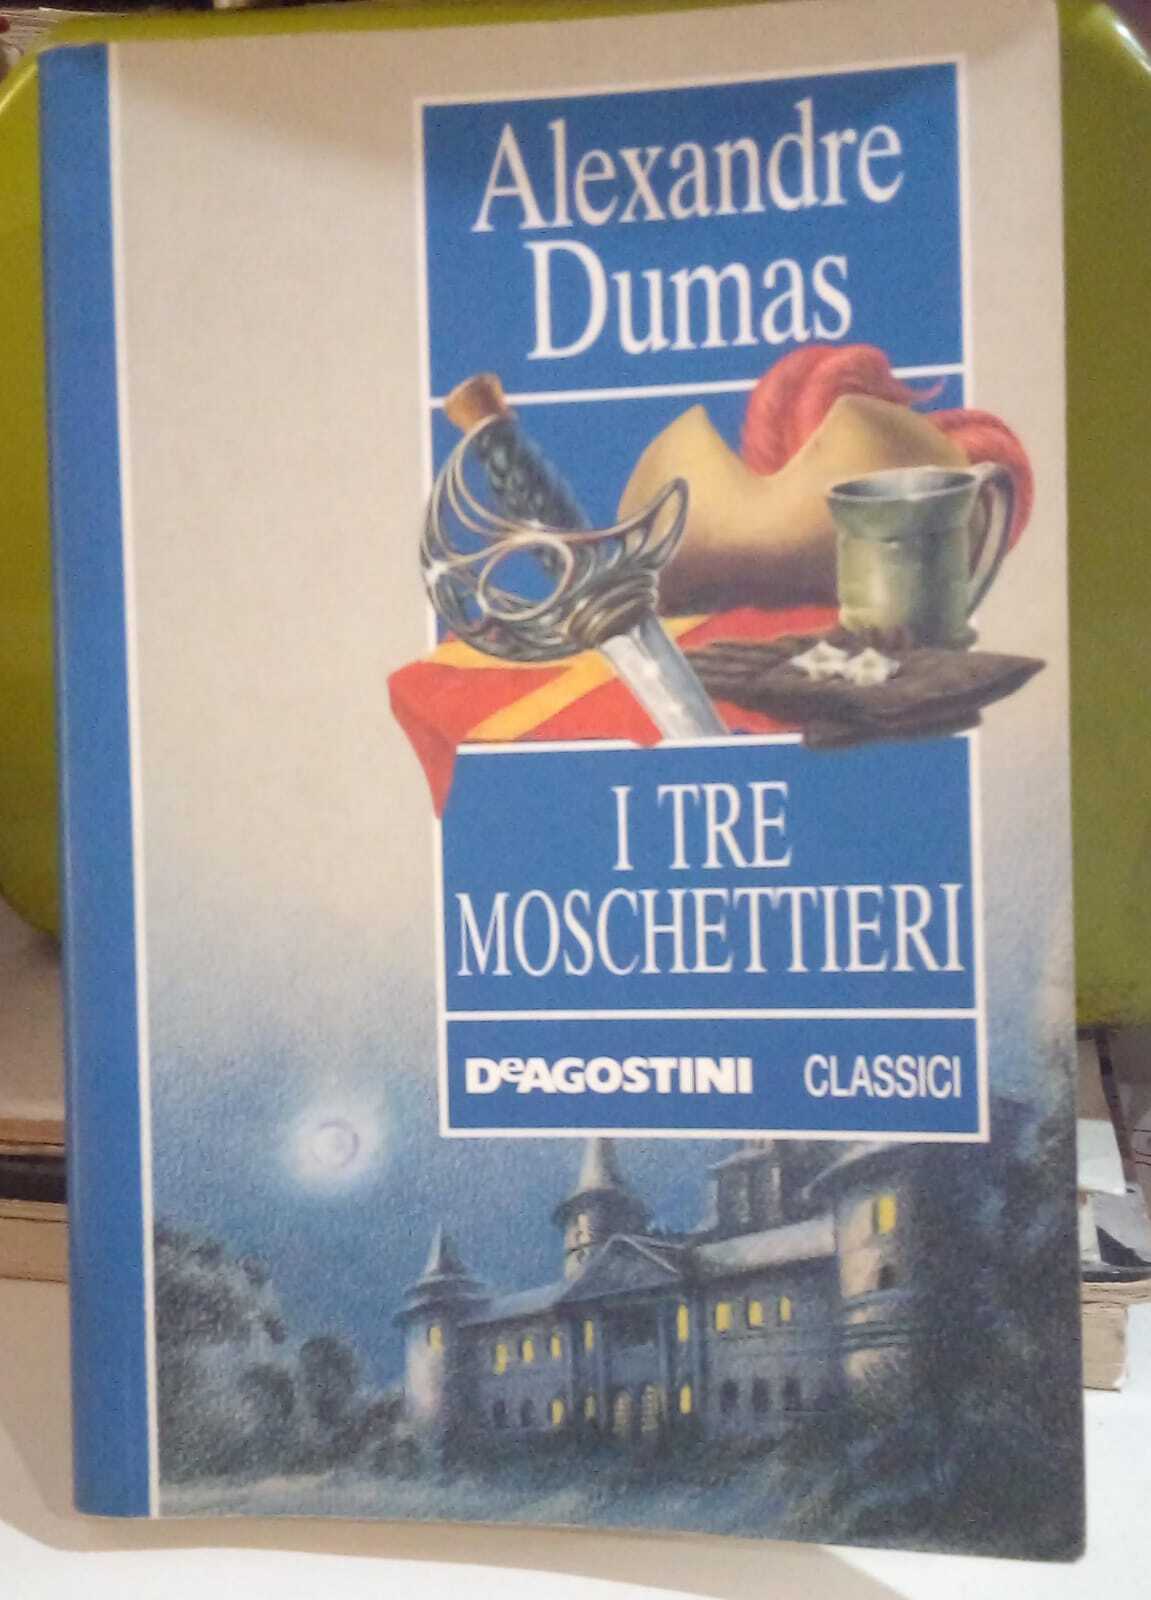 Alexandre
Dumas
I TRE
MOSCHETTIERI
DeAGOSTINI CLASSICI